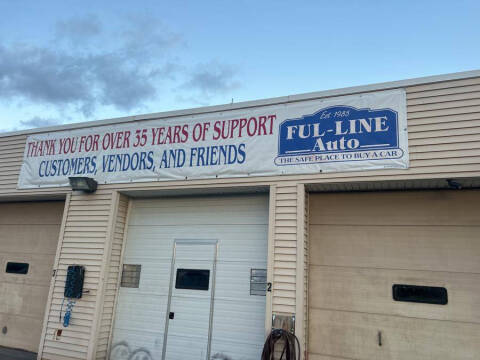 THANK YOU FOR OVER 35 YEARS OF SUPPORT
CUSTOMERS, VENDORS, AND FRIENDS
Est. 1985
FUL-LINE
Auto
THE SAFE PLACE TO BUY A CAR
3
2